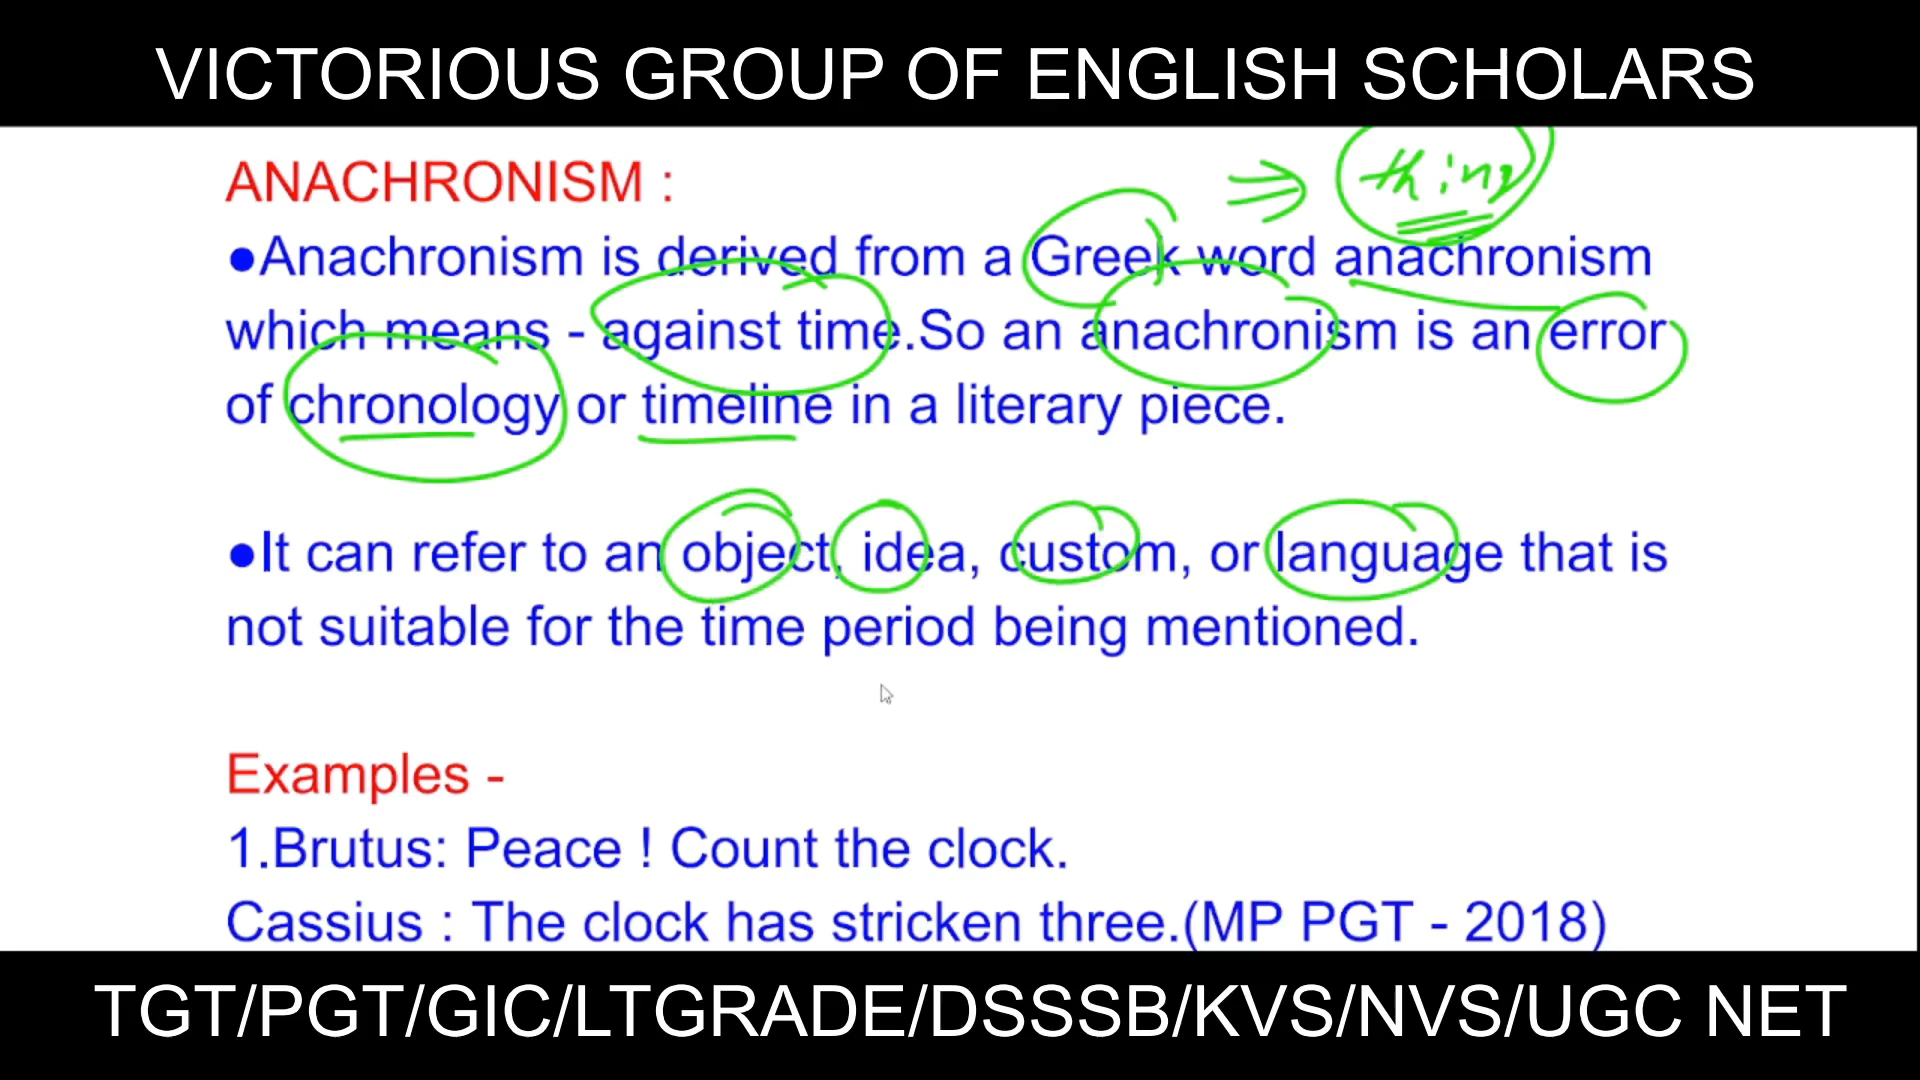 VICTORIOUS GROUP OF ENGLISH SCHOLARS
thing
ANACHRONISM :
●Anachronism is derived from a Greek word anachronism
which means - against time.So an anachronism is an error
of chronology or timeline in a literary piece.
●It can refer to an object, idea, custom, or language that is
not suitable for the time period being mentioned.
Examples -
1.Brutus: Peace ! Count the clock.
Cassius : The clock has stricken three.(MP PGT - 2018)
TGT/PGT/GIC/LTGRADE/DSSSB/KVS/NVS/UGC NET